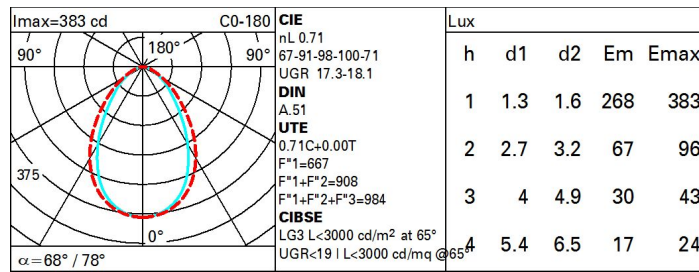 Imax=383 cd C0-180
90° 180° 90°
375
0°
α=68° / 78°
CIE
nL 0.71
67-91-98-100-71
UGR 17.3-18.1
DIN
A.51
UTE
0.71C+0.00T
F"1=667
F"1+F"2=908
F"1+F"2+F"3=984
CIBSE
LG3 L<3000 cd/m² at 65°
UGR<19 | L<3000 cd/mq @65°
Lux
h d1 d2 Em Emax
1 1.3 1.6 268 383
2 2.7 3.2 67 96
3 4 4.9 30 43
4 5.4 6.5 17 24